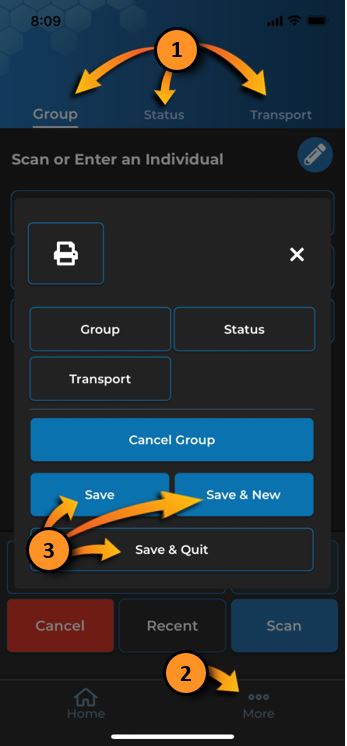 8:09
1
Group Status Transport
Scan or Enter an Individual
Group Status
Transport
Cancel Group
Save Save & New
3
Save & Quit
Cancel Recent Scan
2
Home More